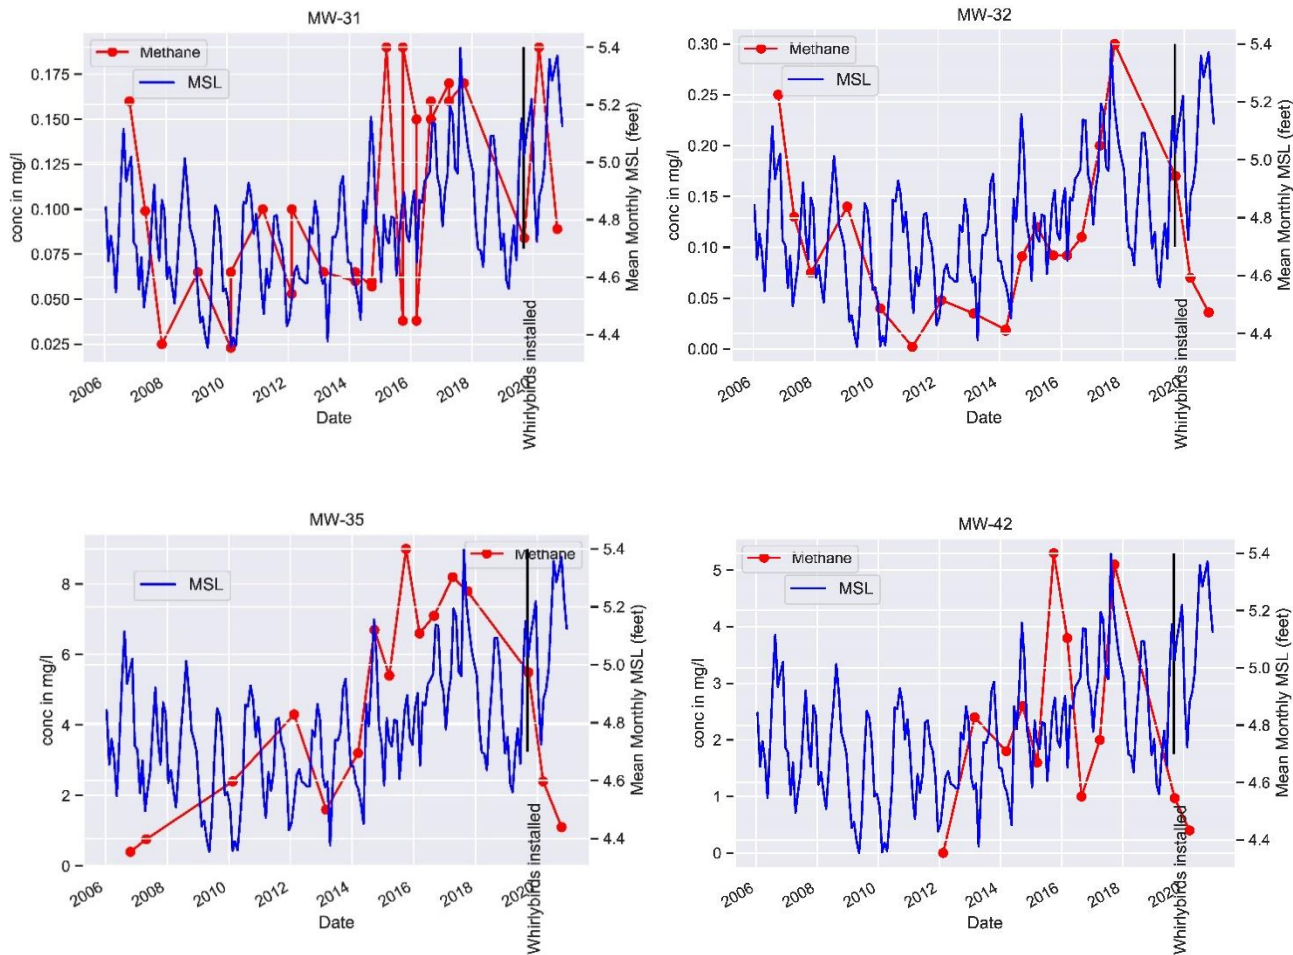 MW-31
Methane
MSL
0.175
0.150
0.125
0.100
0.075
0.050
0.025
conc in mg/l
5.4
5.2
5.0
4.8
4.6
4.4
Mean Monthly MSL (feet)
2006
2008
2010
2012
2014
2016
2018
2020
Date
Whirlybirds installed
MW-32
Methane
MSL
0.30
0.25
0.20
0.15
0.10
0.05
0.00
conc in mg/l
5.4
5.2
5.0
4.8
4.6
4.4
Mean Monthly MSL (feet)
2006
2008
2010
2012
2014
2016
2018
2020
Date
Whirlybirds installed
MW-35
Methane
MSL
8
6
4
2
0
conc in mg/l
5.4
5.2
5.0
4.8
4.6
4.4
Mean Monthly MSL (feet)
2006
2008
2010
2012
2014
2016
2018
2020
Date
Whirlybirds installed
MW-42
Methane
MSL
5
4
3
2
1
0
conc in mg/l
5.4
5.2
5.0
4.8
4.6
4.4
Mean Monthly MSL (feet)
2006
2008
2010
2012
2014
2016
2018
2020
Date
Whirlybirds installed